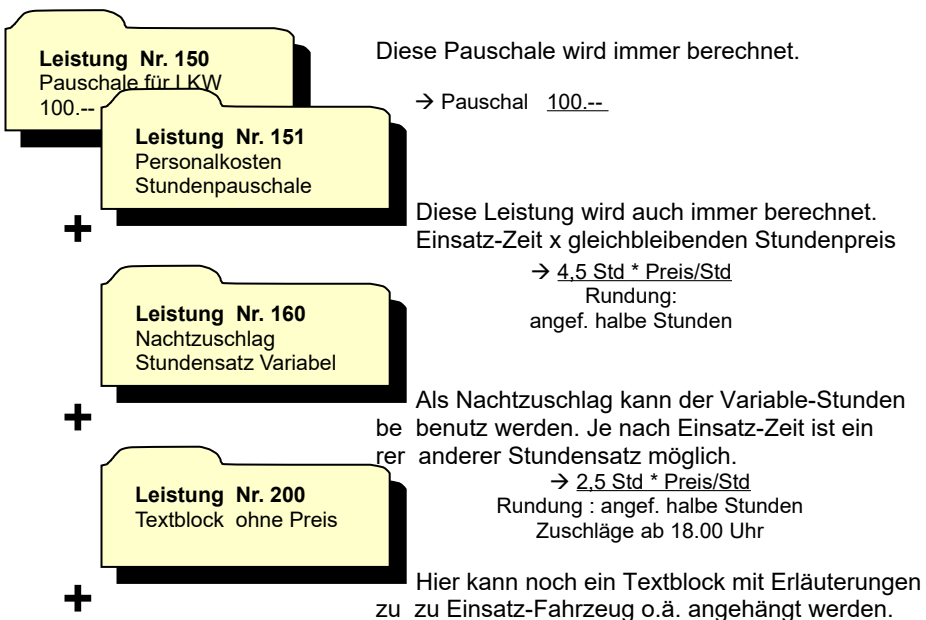 Leistung Nr. 150
Pauschale für LKW
100.--
Diese Pauschale wird immer berechnet.
→ Pauschal 100.--
Leistung Nr. 151
Personalkosten
Stundenpauschale
+
Diese Leistung wird auch immer berechnet.
Einsatz-Zeit x gleichbleibenden Stundenpreis
→ 4,5 Std * Preis/Std
Rundung:
angef. halbe Stunden
Leistung Nr. 160
Nachtzuschlag
Stundensatz Variabel
+
Als Nachtzuschlag kann der Variable-Stunden
be benutz werden. Je nach Einsatz-Zeit ist ein
rer anderer Stundensatz möglich.
→ 2,5 Std * Preis/Std
Rundung : angef. halbe Stunden
Zuschläge ab 18.00 Uhr
Leistung Nr. 200
Textblock ohne Preis
+
Hier kann noch ein Textblock mit Erläuterungen
zu zu Einsatz-Fahrzeug o.ä. angehängt werden.